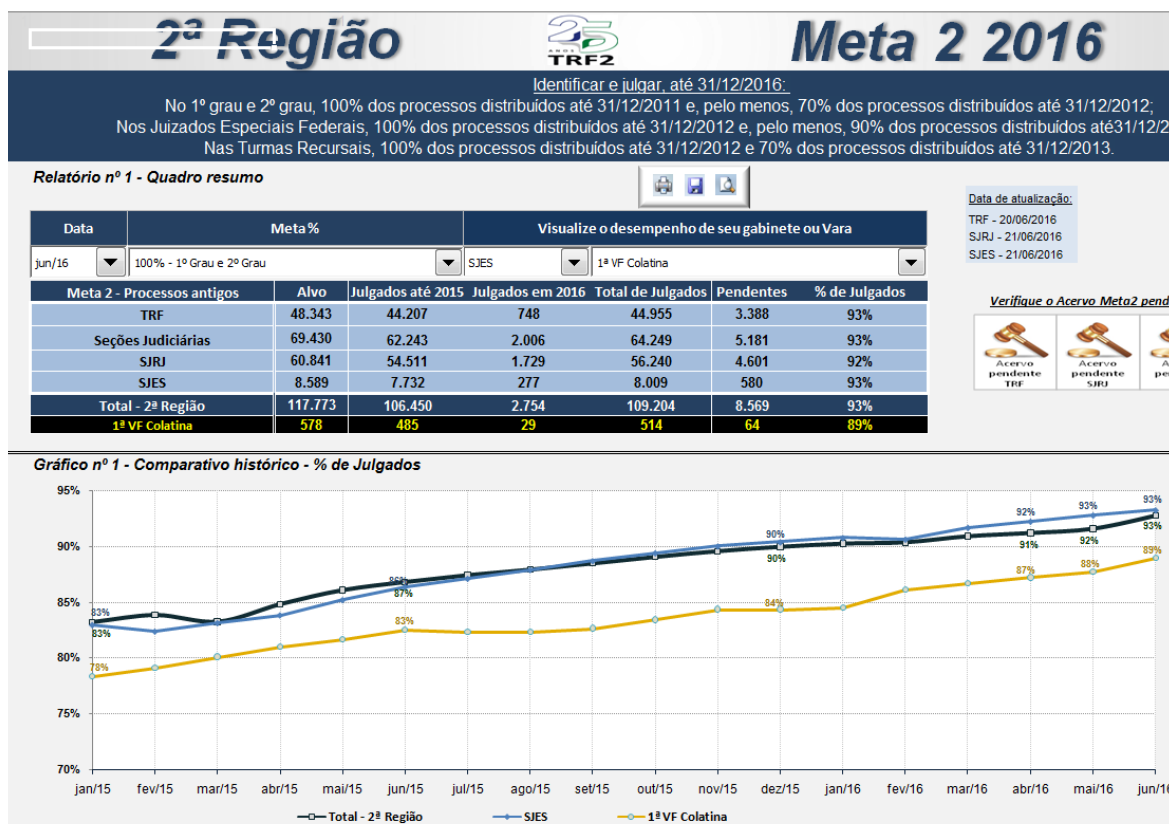 2ª Região
25
ANOS
TRF2
Meta 2 2016
Identificar e julgar, até 31/12/2016:
No 1º grau e 2º grau, 100% dos processos distribuídos até 31/12/2011 e, pelo menos, 70% dos processos distribuídos até 31/12/2012;
Nos Juizados Especiais Federais, 100% dos processos distribuídos até 31/12/2012 e, pelo menos, 90% dos processos distribuídos até31/12/2
Nas Turmas Recursais, 100% dos processos distribuídos até 31/12/2012 e 70% dos processos distribuídos até 31/12/2013.
Relatório nº 1 - Quadro resumo
Data de atualização:
TRF - 20/06/2016
SJRJ - 21/06/2016
SJES - 21/06/2016
Data Meta % Visualize o desempenho de seu gabinete ou Vara
jun/16 100% - 1º Grau e 2º Grau SJES 1ª VF Colatina
Meta 2 - Processos antigos Alvo Julgados até 2015 Julgados em 2016 Total de Julgados Pendentes % de Julgados
TRF 48.343 44.207 748 44.955 3.388 93%
Seções Judiciárias 69.430 62.243 2.006 64.249 5.181 93%
SJRJ 60.841 54.511 1.729 56.240 4.601 92%
SJES 8.589 7.732 277 8.009 580 93%
Total - 2ª Região 117.773 106.450 2.754 109.204 8.569 93%
1ª VF Colatina 578 485 29 514 64 89%
Verifique o Acervo Meta2 pend
Acervo pendente TRF
Acervo pendente SJRJ
Gráfico nº 1 - Comparativo histórico - % de Julgados
95%
90%
85%
80%
75%
70%
83%
83%
78%
86%
87%
83%
90%
90%
84%
92%
91%
87%
93%
92%
88%
93%
93%
89%
jan/15 fev/15 mar/15 abr/15 mai/15 jun/15 jul/15 ago/15 set/15 out/15 nov/15 dez/15 jan/16 fev/16 mar/16 abr/16 mai/16 jun/16
Total - 2ª Região SJES 1ª VF Colatina